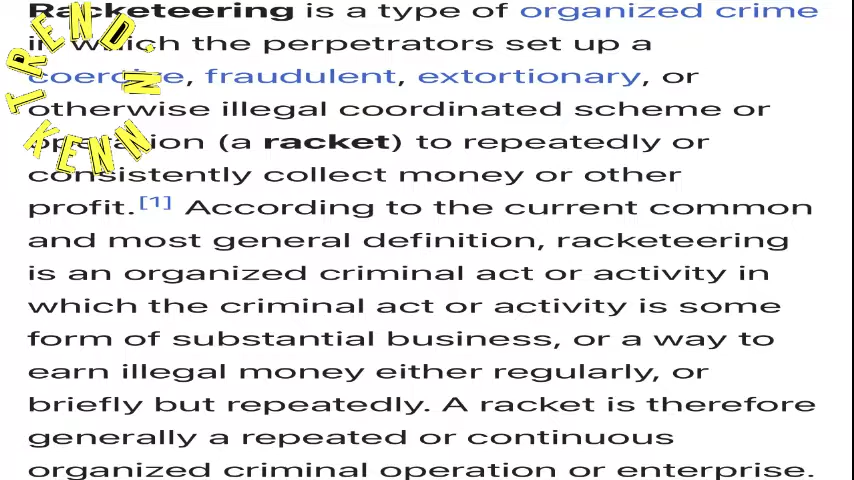 Racketeering is a type of organized crime
in which the perpetrators set up a
coercive, fraudulent, extortionary, or
otherwise illegal coordinated scheme or
operation (a racket) to repeatedly or
consistently collect money or other
profit.[1] According to the current common
and most general definition, racketeering
is an organized criminal act or activity in
which the criminal act or activity is some
form of substantial business, or a way to
earn illegal money either regularly, or
briefly but repeatedly. A racket is therefore
generally a repeated or continuous
organized criminal operation or enterprise.
TREND.
KENN
N